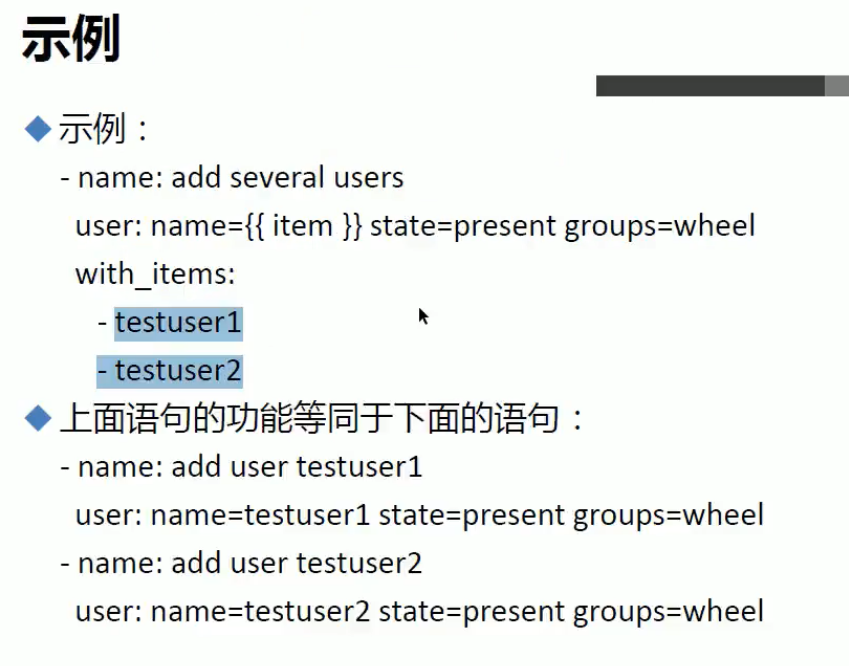 示例
示例：
- name: add several users
user: name={{ item }} state=present groups=wheel
with_items:
- testuser1
- testuser2
上面语句的功能等同于下面的语句：
- name: add user testuser1
user: name=testuser1 state=present groups=wheel
- name: add user testuser2
user: name=testuser2 state=present groups=wheel